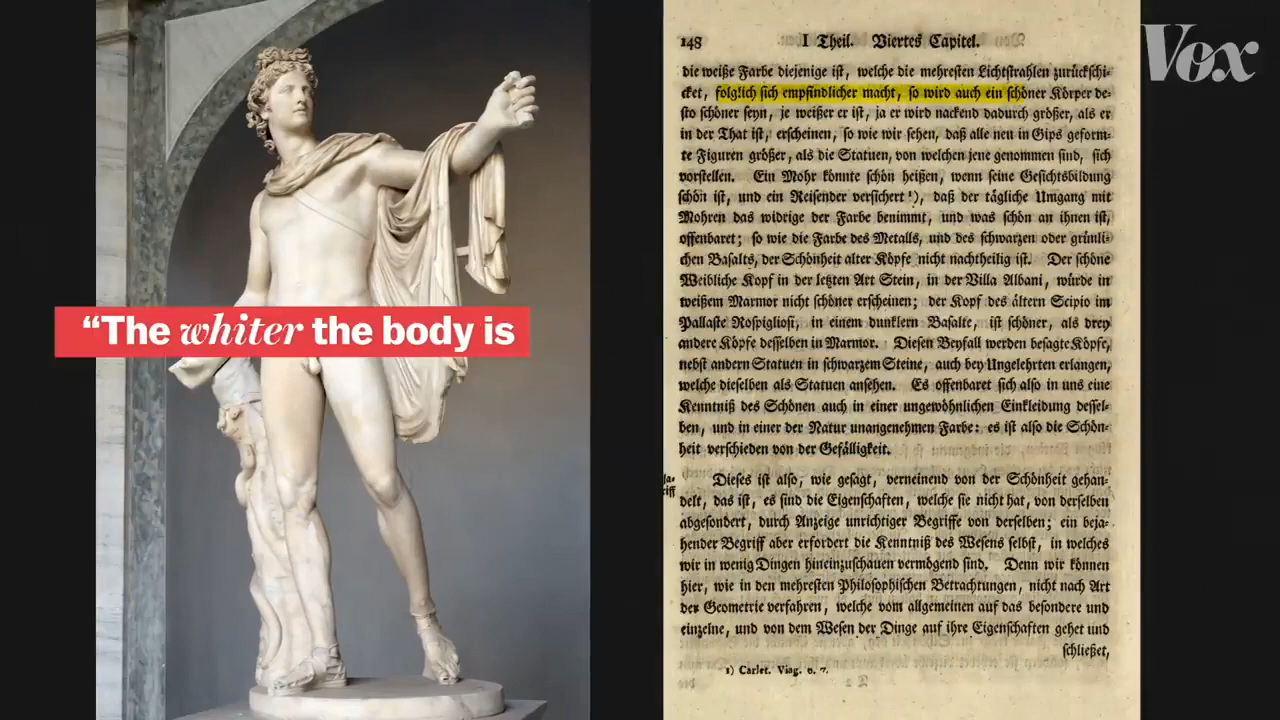 Vox
“The whiter the body is
148 I Theil. Viertes Capitel.
die weiße Farbe diejenige ist, welche die mehresten Lichtstrahlen zurückschi-
cket, folglich sich empfindlicher macht, so wird auch ein schöner Körper de-
sto schöner seyn, je weißer er ist, ja er wird nackend dadurch größer, als er
in der That ist, erscheinen, so wie wir sehen, daß alle neu in Gips geform-
te Figuren größer, als die Statuen, von welchen jene genommen sind, sich
vorstellen. Ein Mohr könnte schön heißen, wenn seine Gesichtsbildung
schön ist, und ein Reisender versichert ¹), daß der tägliche Umgang mit
Mohren das widrige der Farbe benimmt, und was schön an ihnen ist,
offenbaret; so wie die Farbe des Metalls, und des schwarzen oder grünli-
chen Basalts, der Schönheit alter Köpfe nicht nachtheilig ist. Der schöne
Weibliche Kopf in der letzten Art Stein, in der Villa Albani, würde in
weißem Marmor nicht schöner erscheinen; der Kopf des ältern Scipio im
Pallaste Rospigliosi, in einem dunklern Basalte, ist schöner, als drey
andere Köpfe desselben in Marmor. Diesen Beyfall werden besagte Köpfe,
nebst andern Statuen in schwarzem Steine, auch bey Ungelehrten erlangen,
welche dieselben als Statuen ansehen. Es offenbaret sich also in uns eine
Kenntniß des Schönen auch in einer ungewöhnlichen Einkleidung dessel-
ben, und in einer der Natur unangenehmen Farbe: es ist also die Schön-
heit verschieden von der Gefälligkeit.
Dieses ist also, wie gesagt, verneinend von der Schönheit gehan-
delt, das ist, es sind die Eigenschaften, welche sie nicht hat, von derselben
abgesondert, durch Anzeige unrichtiger Begriffe von derselben; ein beja-
hender Begriff aber erfordert die Kenntniß des Wesens selbst, in welches
wir in wenig Dingen hineinzuschauen vermögend sind. Denn wir können
hier, wie in den mehresten Philosophischen Betrachtungen, nicht nach Art
der Geometrie verfahren, welche vom allgemeinen auf das besondere und
einzelne, und von dem Wesen der Dinge auf ihre Eigenschaften gehet und
schließet,
1) Carlet. Viag. p. 7.